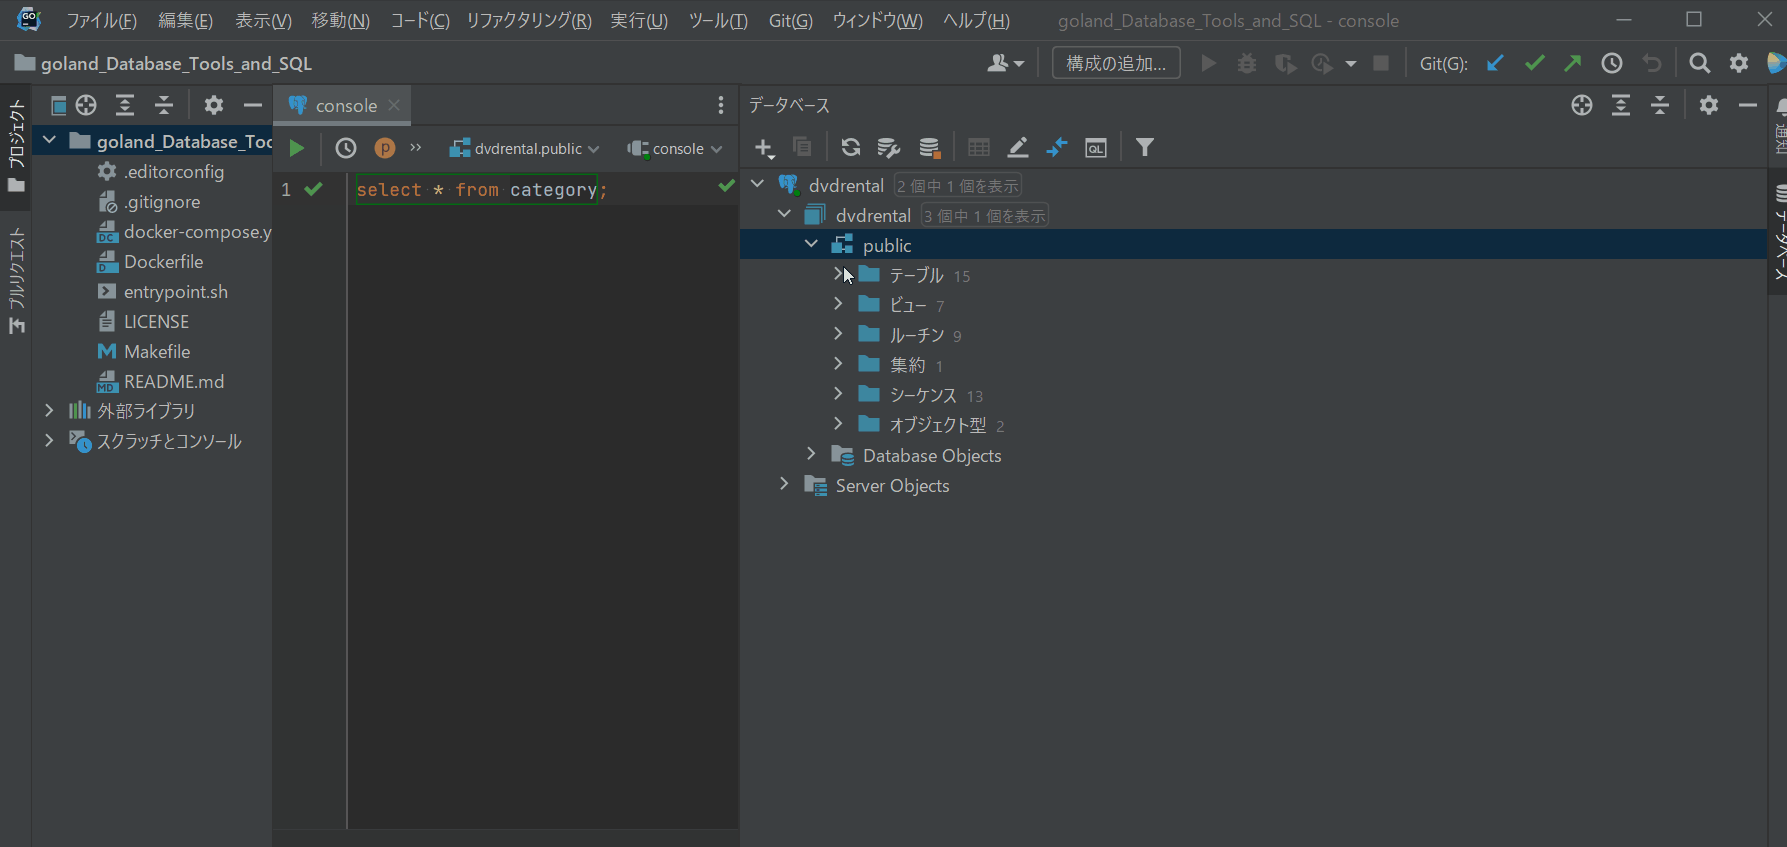 GO
ファイル(F) 編集(E) 表示(V) 移動(N) コード(C) リファクタリング(R) 実行(U) ツール(T) Git(G) ウィンドウ(W) ヘルプ(H) goland_Database_Tools_and_SQL - console
goland_Database_Tools_and_SQL
構成の追加...
Git(G):
プロジェクト
プルリクエスト
goland_Database_Too
.editorconfig
.gitignore
DC docker-compose.y
D Dockerfile
entrypoint.sh
LICENSE
Makefile
MD README.md
外部ライブラリ
スクラッチとコンソール
console
p » dvdrental.public console
1 select * from category;
データベース
QL
dvdrental 2 個中 1 個を表示
dvdrental 3 個中 1 個を表示
public
テーブル 15
ビュー 7
ルーチン 9
集約 1
シーケンス 13
オブジェクト型 2
Database Objects
Server Objects
通知
データベース